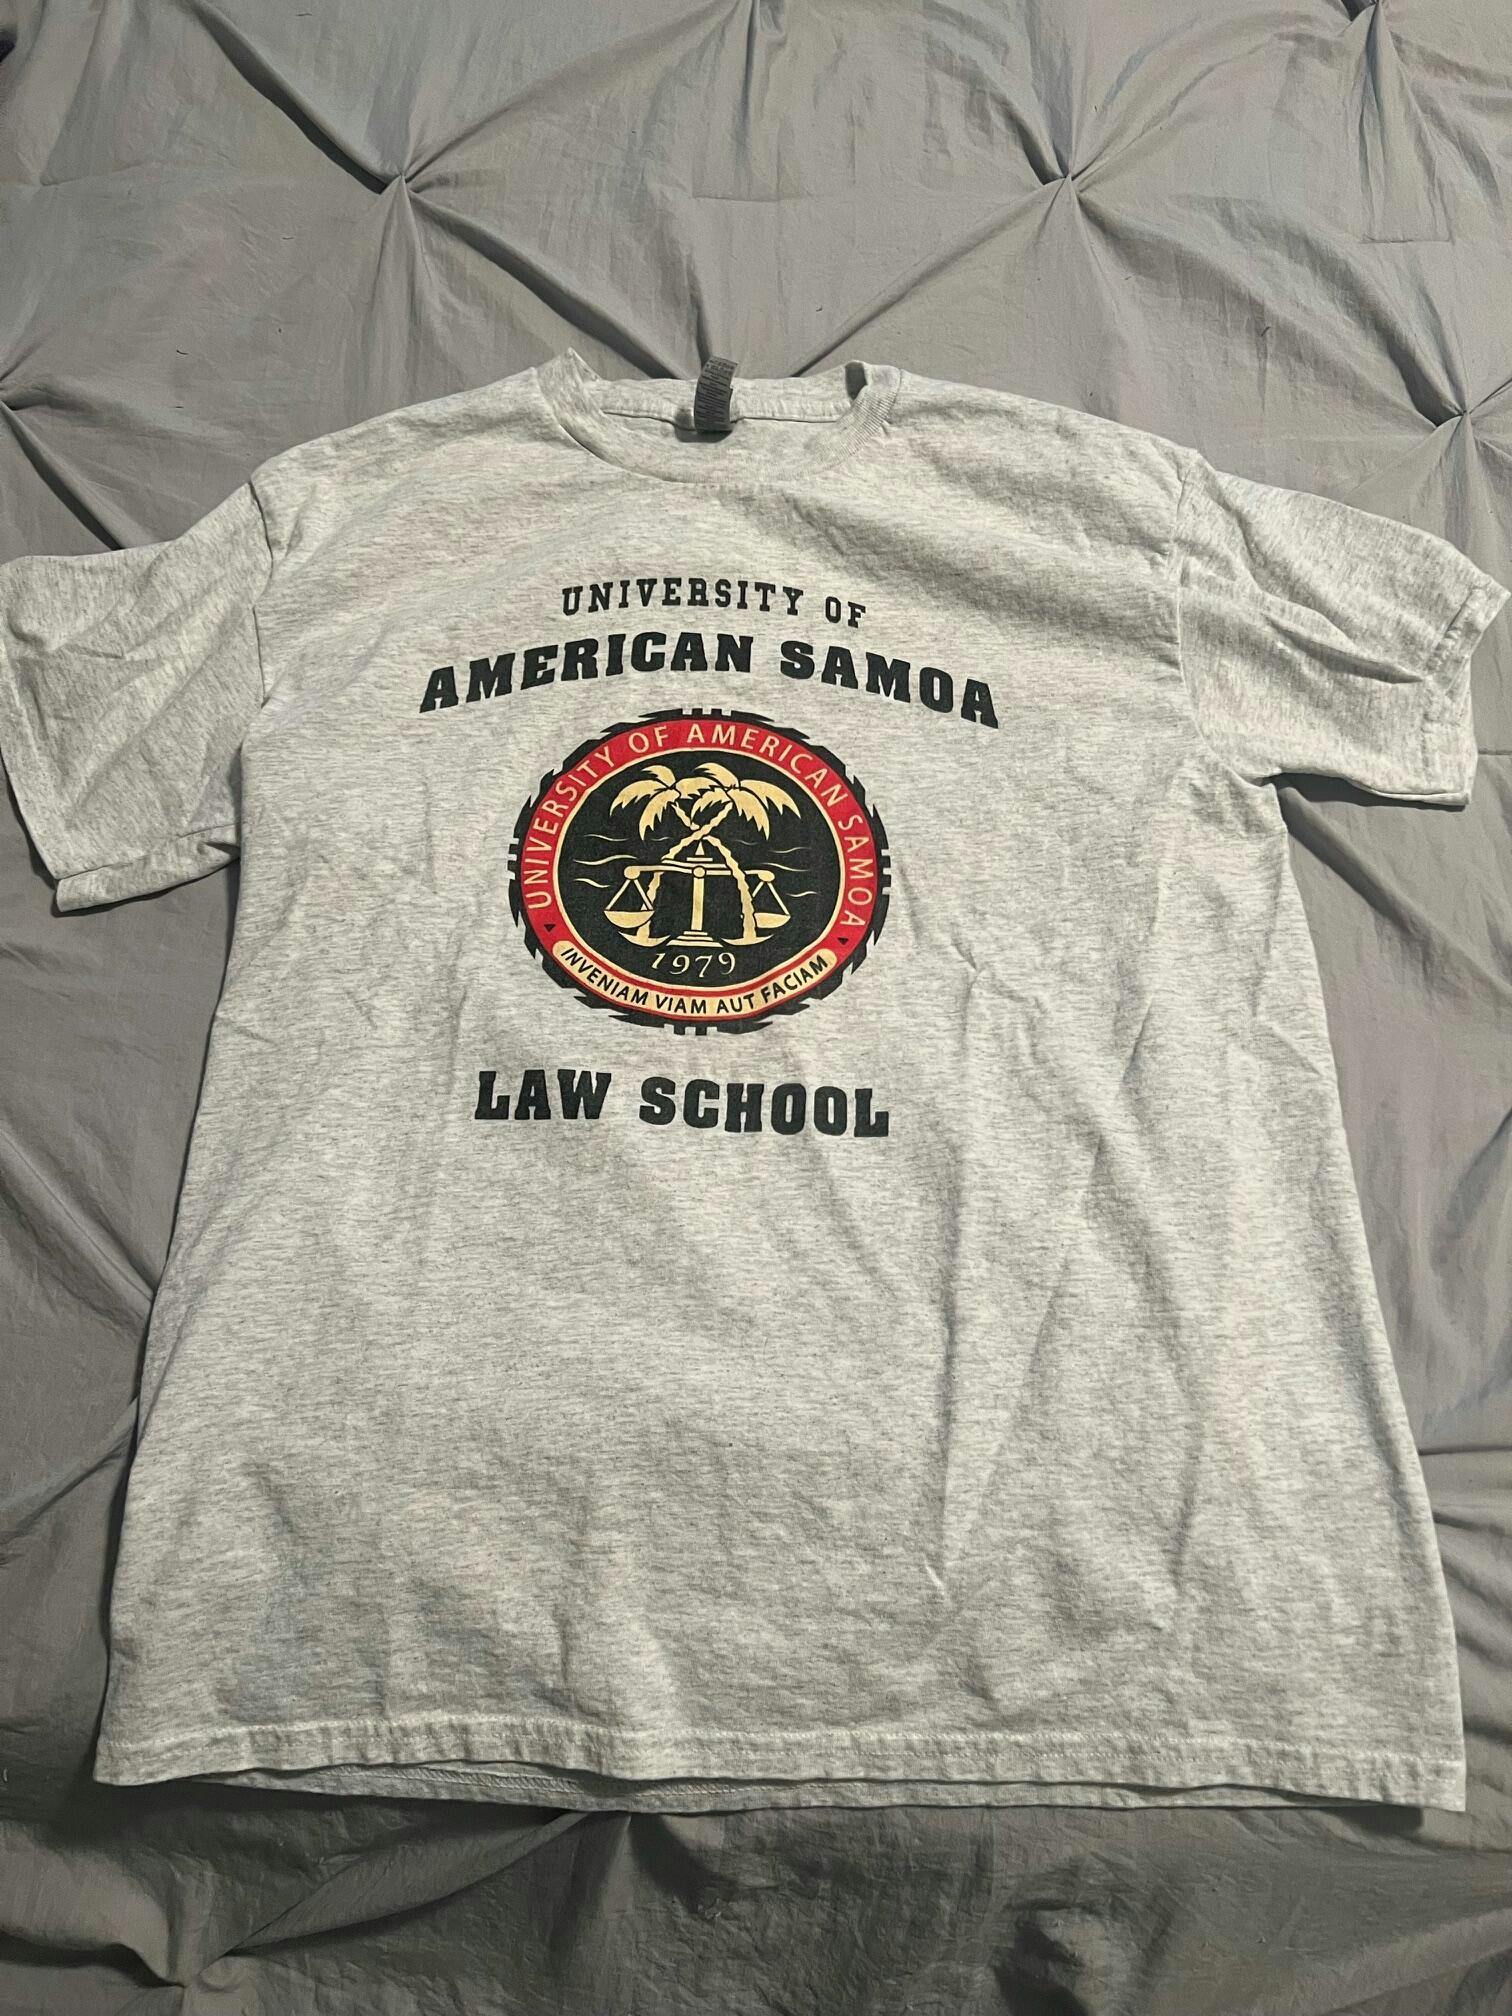 UNIVERSITY OF
AMERICAN SAMOA
UNIVERSITY OF AMERICAN SAMOA
1979
INVENIAM VIAM AUT FACIAM
LAW SCHOOL